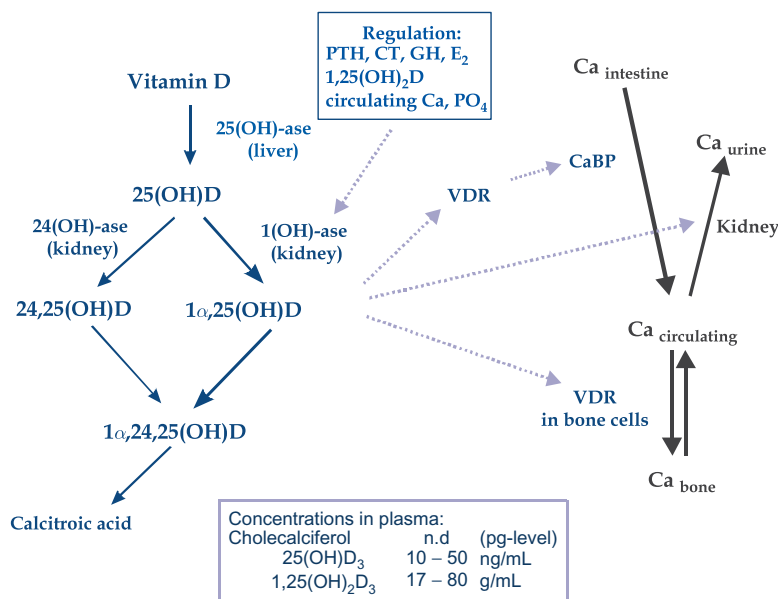 Regulation:
PTH, CT, GH, E₂
1,25(OH)₂D
circulating Ca, PO₄
Vitamin D
25(OH)-ase
(liver)
25(OH)D
24(OH)-ase
(kidney)
1(OH)-ase
(kidney)
24,25(OH)D
1α,25(OH)D
1α,24,25(OH)D
Calcitroic acid
VDR
CaBP
VDR
in bone cells
Ca intestine
Ca urine
Kidney
Ca circulating
Ca bone
Concentrations in plasma:
Cholecalciferol n.d (pg-level)
25(OH)D₃ 10 – 50 ng/mL
1,25(OH)₂D₃ 17 – 80 g/mL